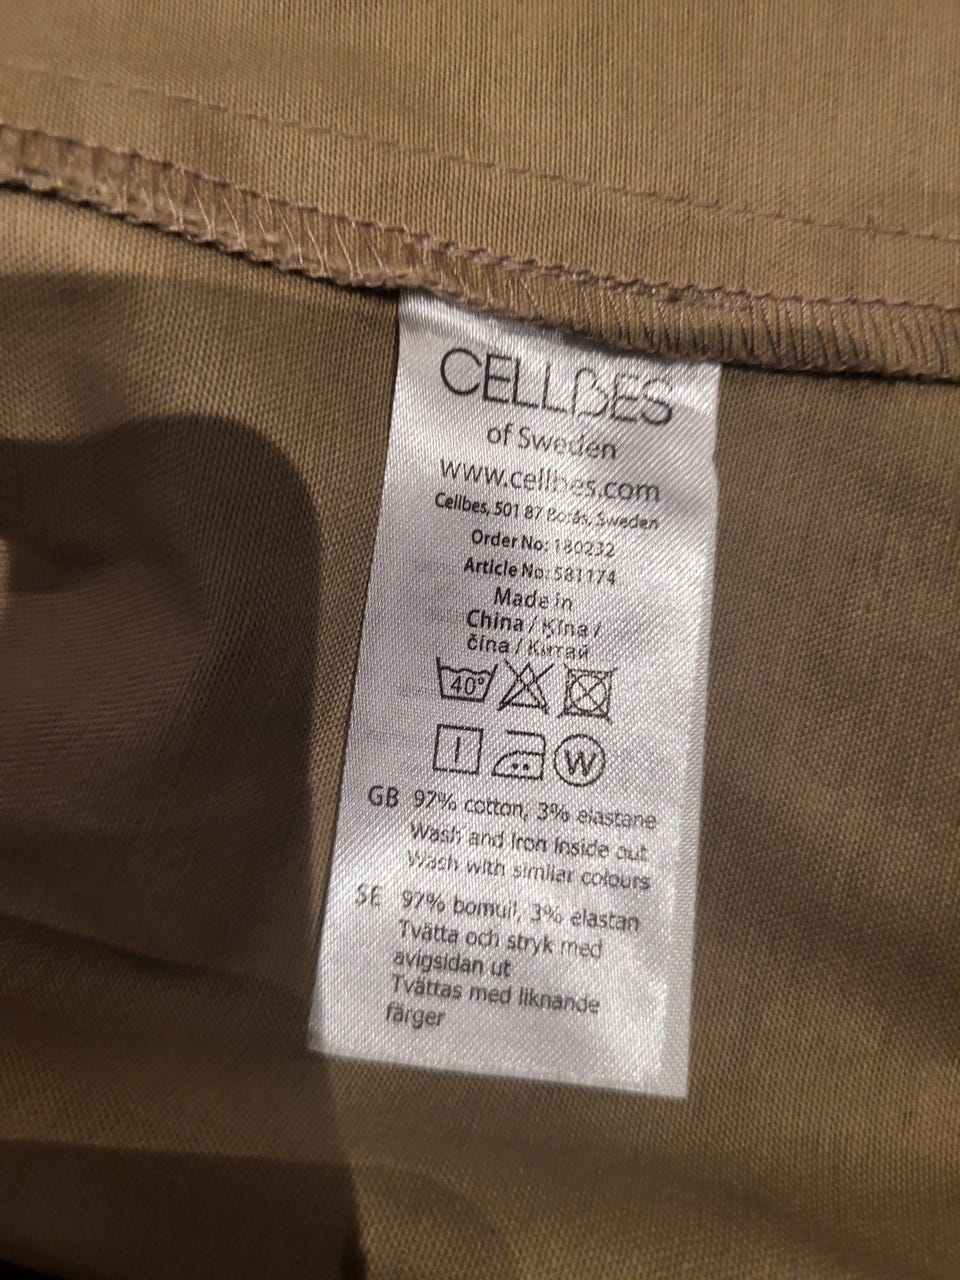 CELLBES
of Sweden
www.cellbes.com
Cellbes, 501 87 Borås, Sweden
Order No: 180232
Article No: 581174
Made in
China / Ķīna /
čína / Китай
40°
W
GB 97% cotton, 3% elastane
Wash and iron inside out
Wash with similar colours
SE 97% bomull, 3% elastan
Tvätta och stryk med
avigsidan ut
Tvättas med liknande
färger